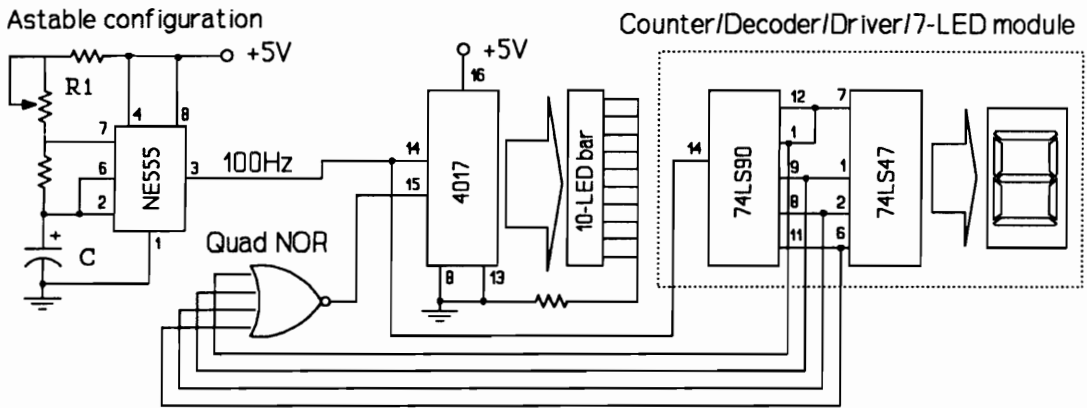 Astable configuration
Counter/Decoder/Driver/7-LED module
+5V
+5V
R1
4
8
7
6
2
3
1
NE555
+
C
100Hz
Quad NOR
16
14
15
4017
8
13
10-LED bar
14
74LS90
12
1
9
8
11
7
1
2
6
74LS47